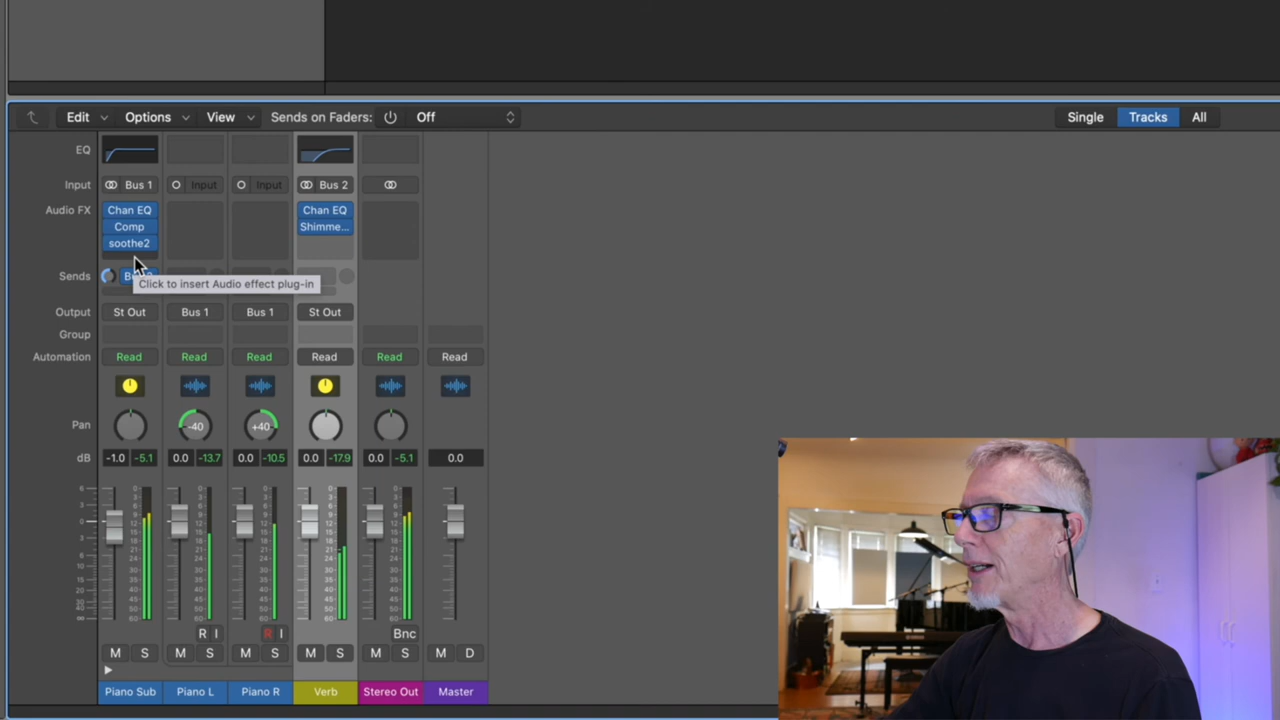 Edit Options View Sends on Faders: Off Single Tracks All
EQ
Input Bus 1 Input Input Bus 2
Audio FX Chan EQ Chan EQ
Comp Shimme...
soothe2
Sends
Click to insert Audio effect plug-in
Output St Out Bus 1 Bus 1 St Out
Group
Automation Read Read Read Read Read Read
Pan -40 +40
dB -1.0 -5.1 0.0 -13.7 0.0 -10.5 0.0 -17.9 0.0 -5.1 0.0
R I R I Bnc
M S M S M S M S M S M D
Piano Sub Piano L Piano R Verb Stereo Out Master